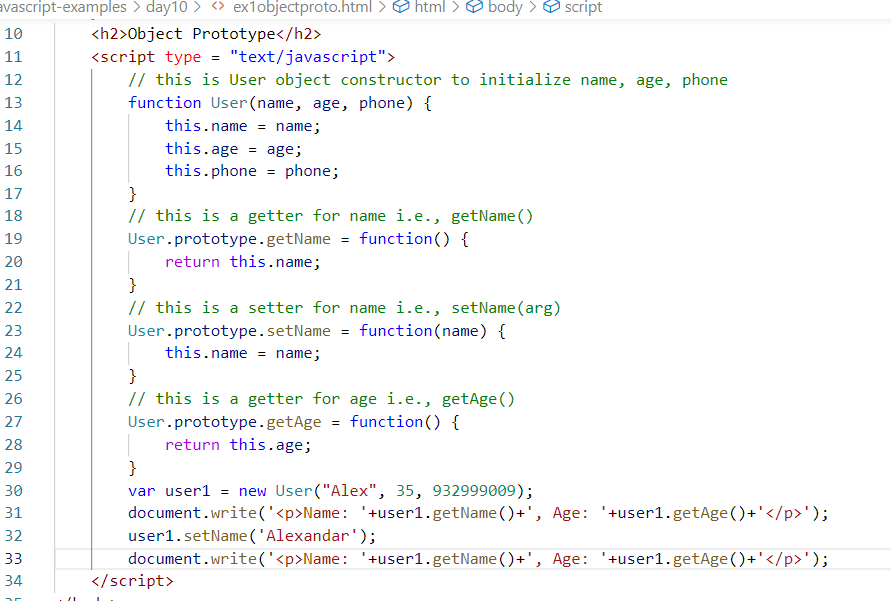 avascript-examples > day10 > <> ex1objectproto.html > html > body > script
10 <h2>Object Prototype</h2>
11 <script type = "text/javascript">
12 // this is User object constructor to initialize name, age, phone
13 function User(name, age, phone) {
14 this.name = name;
15 this.age = age;
16 this.phone = phone;
17 }
18 // this is a getter for name i.e., getName()
19 User.prototype.getName = function() {
20 return this.name;
21 }
22 // this is a setter for name i.e., setName(arg)
23 User.prototype.setName = function(name) {
24 this.name = name;
25 }
26 // this is a getter for age i.e., getAge()
27 User.prototype.getAge = function() {
28 return this.age;
29 }
30 var user1 = new User("Alex", 35, 932999009);
31 document.write('<p>Name: '+user1.getName()+', Age: '+user1.getAge()+'</p>');
32 user1.setName('Alexandar');
33 document.write('<p>Name: '+user1.getName()+', Age: '+user1.getAge()+'</p>');
34 </script>